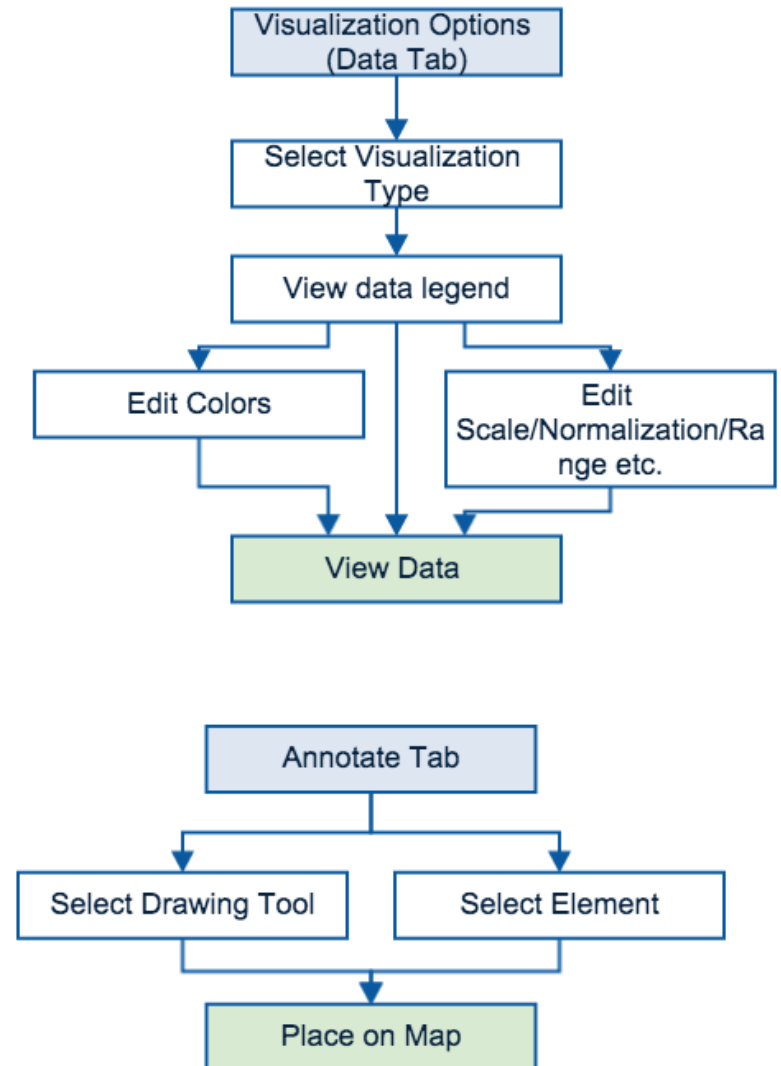 Visualization Options
(Data Tab)
Select Visualization
Type
View data legend
Edit Colors
Edit
Scale/Normalization/Ra
nge etc.
View Data
Annotate Tab
Select Drawing Tool
Select Element
Place on Map